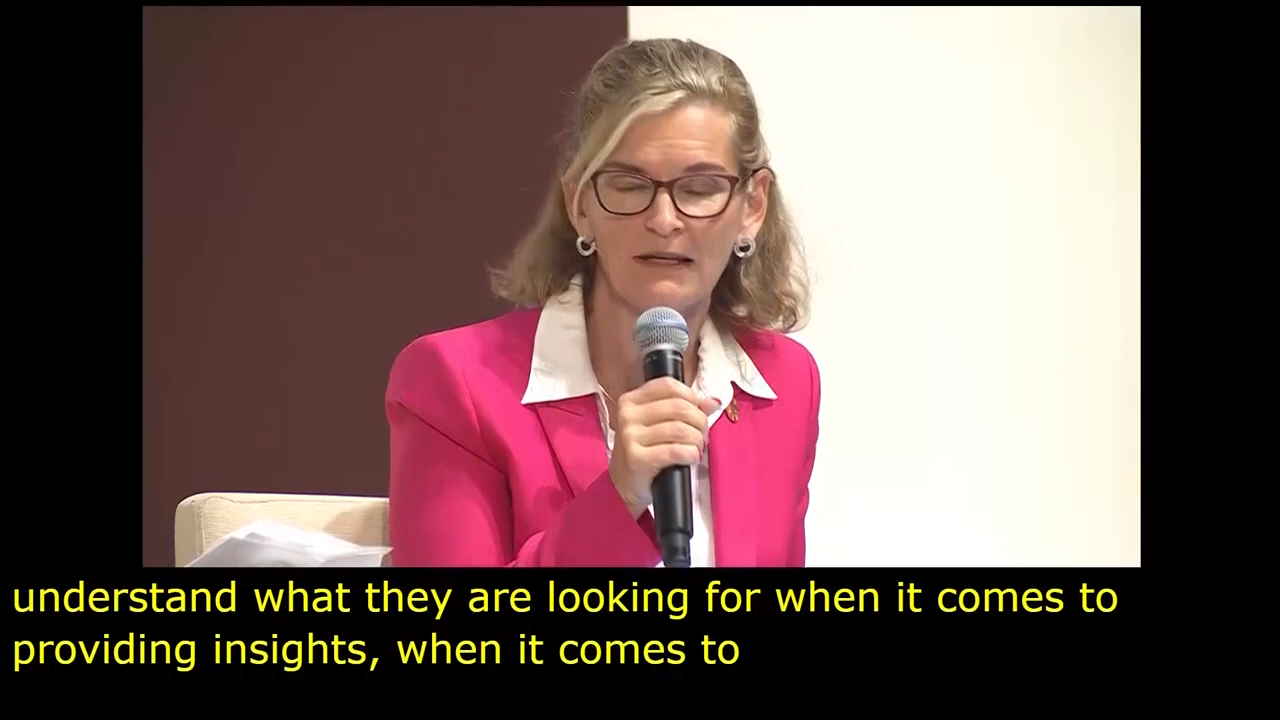 understand what they are looking for when it comes to
providing insights, when it comes to